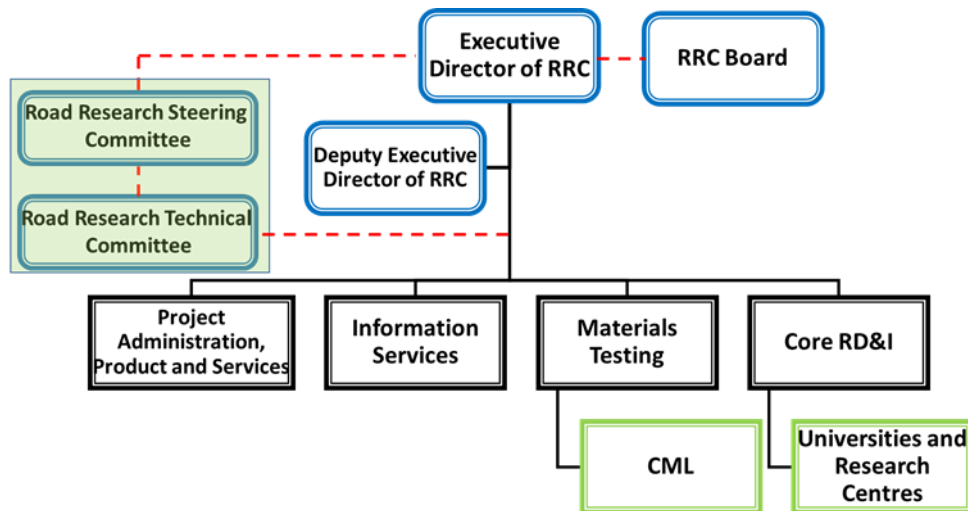 Executive
Director of RRC
RRC Board
Road Research Steering
Committee
Deputy Executive
Director of RRC
Road Research Technical
Committee
Project
Administration,
Product and Services
Information
Services
Materials
Testing
Core RD&I
CML
Universities and
Research
Centres